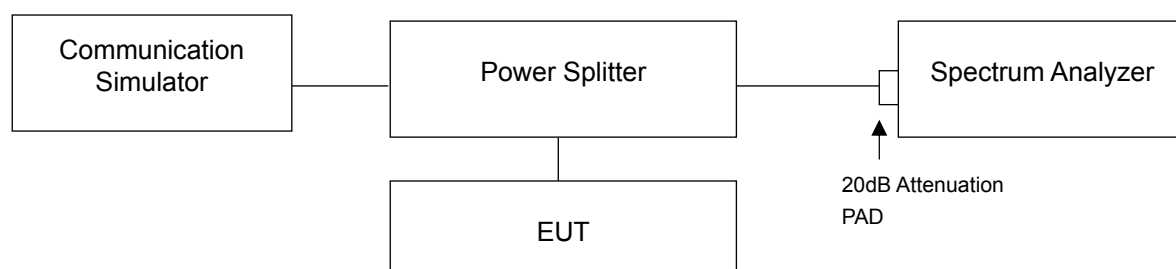 Communication
Simulator
Power Splitter
Spectrum Analyzer
20dB Attenuation
PAD
EUT